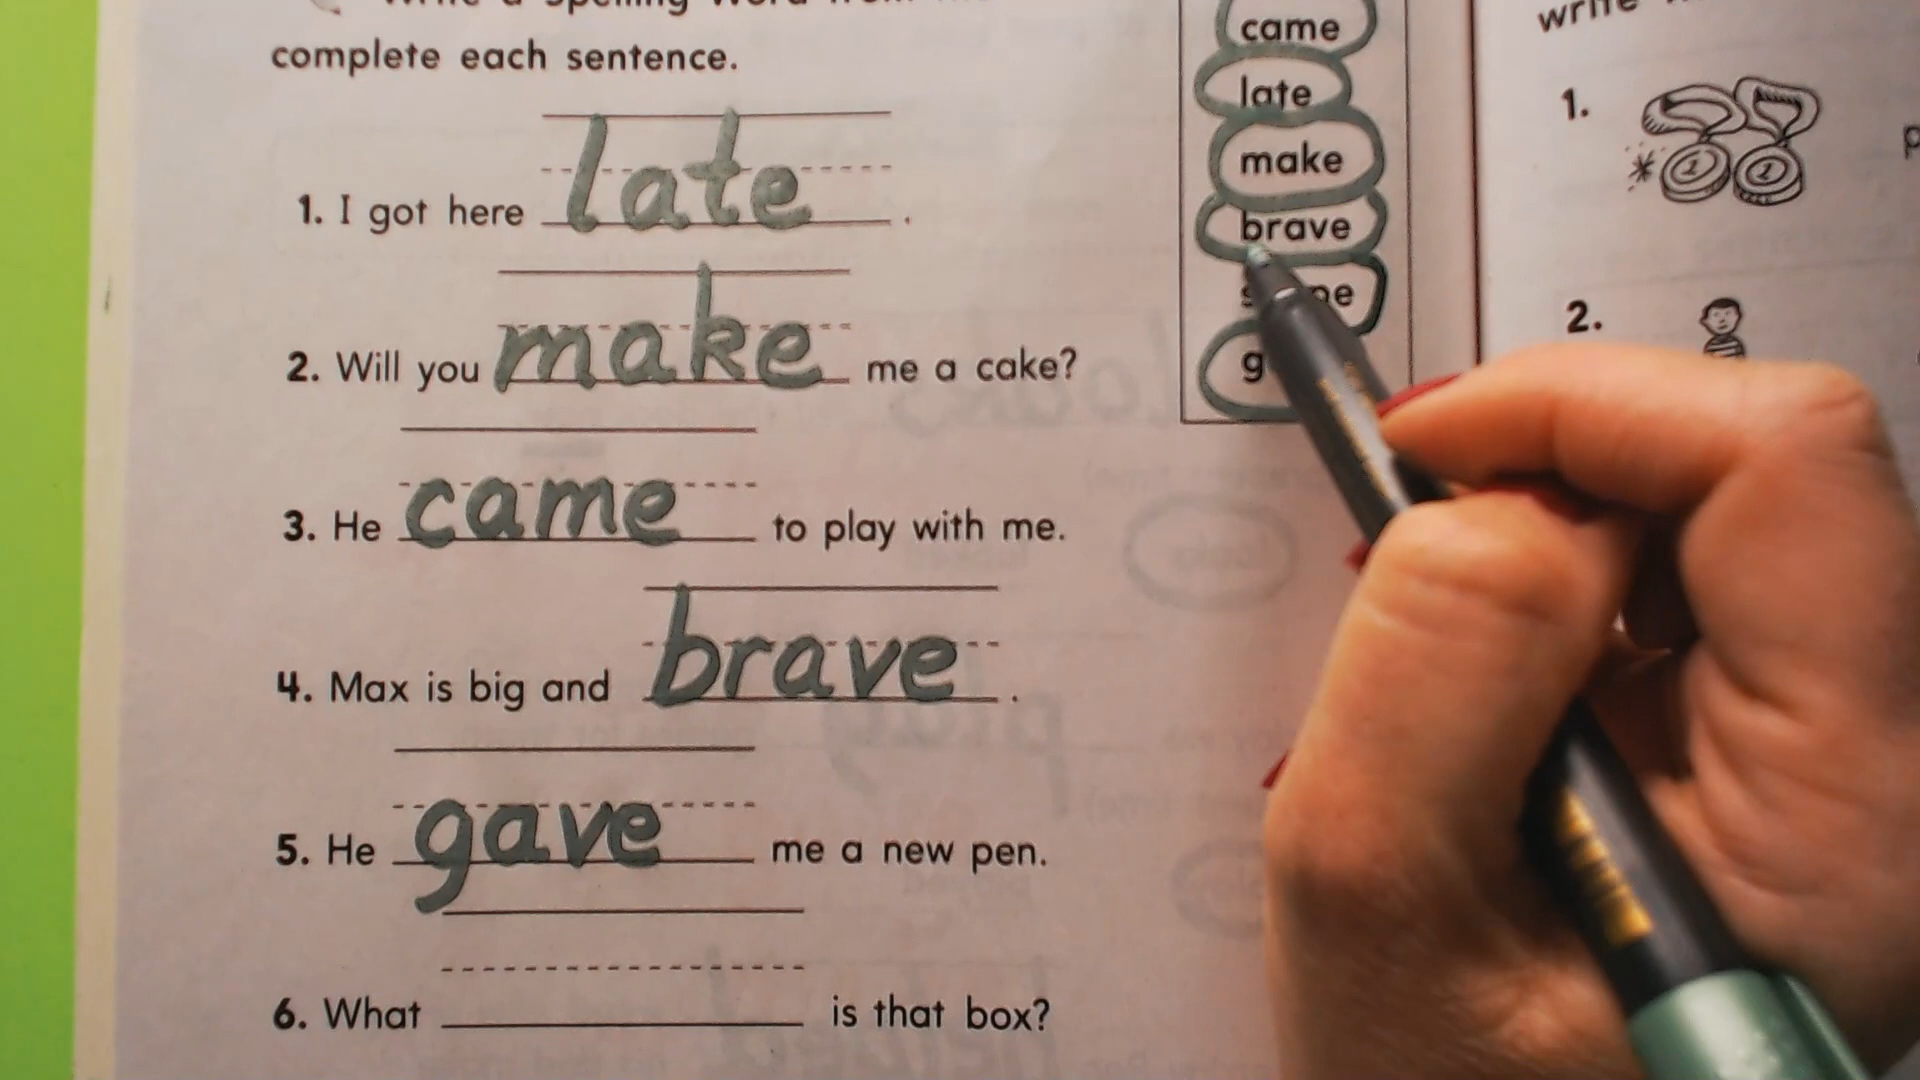 complete each sentence.
1. I got here late.
2. Will you make me a cake?
3. He came to play with me.
4. Max is big and brave.
5. He gave me a new pen.
6. What ____ is that box?
came
late
make
brave
write
1.
2.